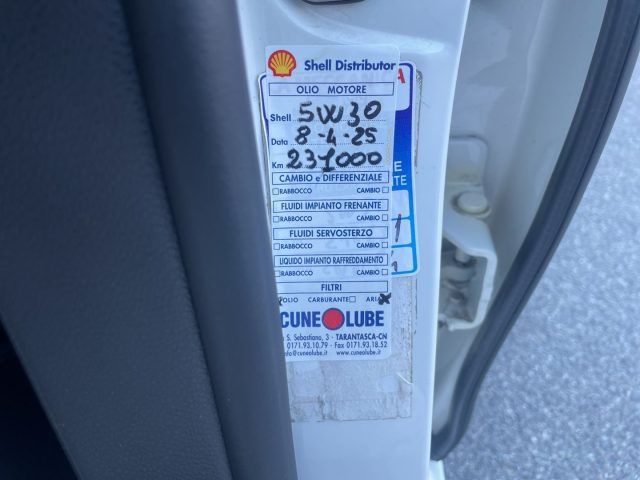 Shell Distributor
OLIO MOTORE
Shell 5W30
Data 8-4-25
Km 231000
CAMBIO e DIFFERENZIALE
RABBOCCO CAMBIO
FLUIDI IMPIANTO FRENANTE
RABBOCCO CAMBIO
FLUIDI SERVOSTERZO
RABBOCCO CAMBIO
LIQUIDO IMPIANTO RAFFREDDAMENTO
RABBOCCO CAMBIO
FILTRI
OLIO CARBURANTE ARIA
CUNEOLUBE
S. Sebastiano, 3 - TARANTASCA-CN
0171.93.10.79 - Fax 0171.93.18.52
info@cuneolube.it www.cuneolube.it